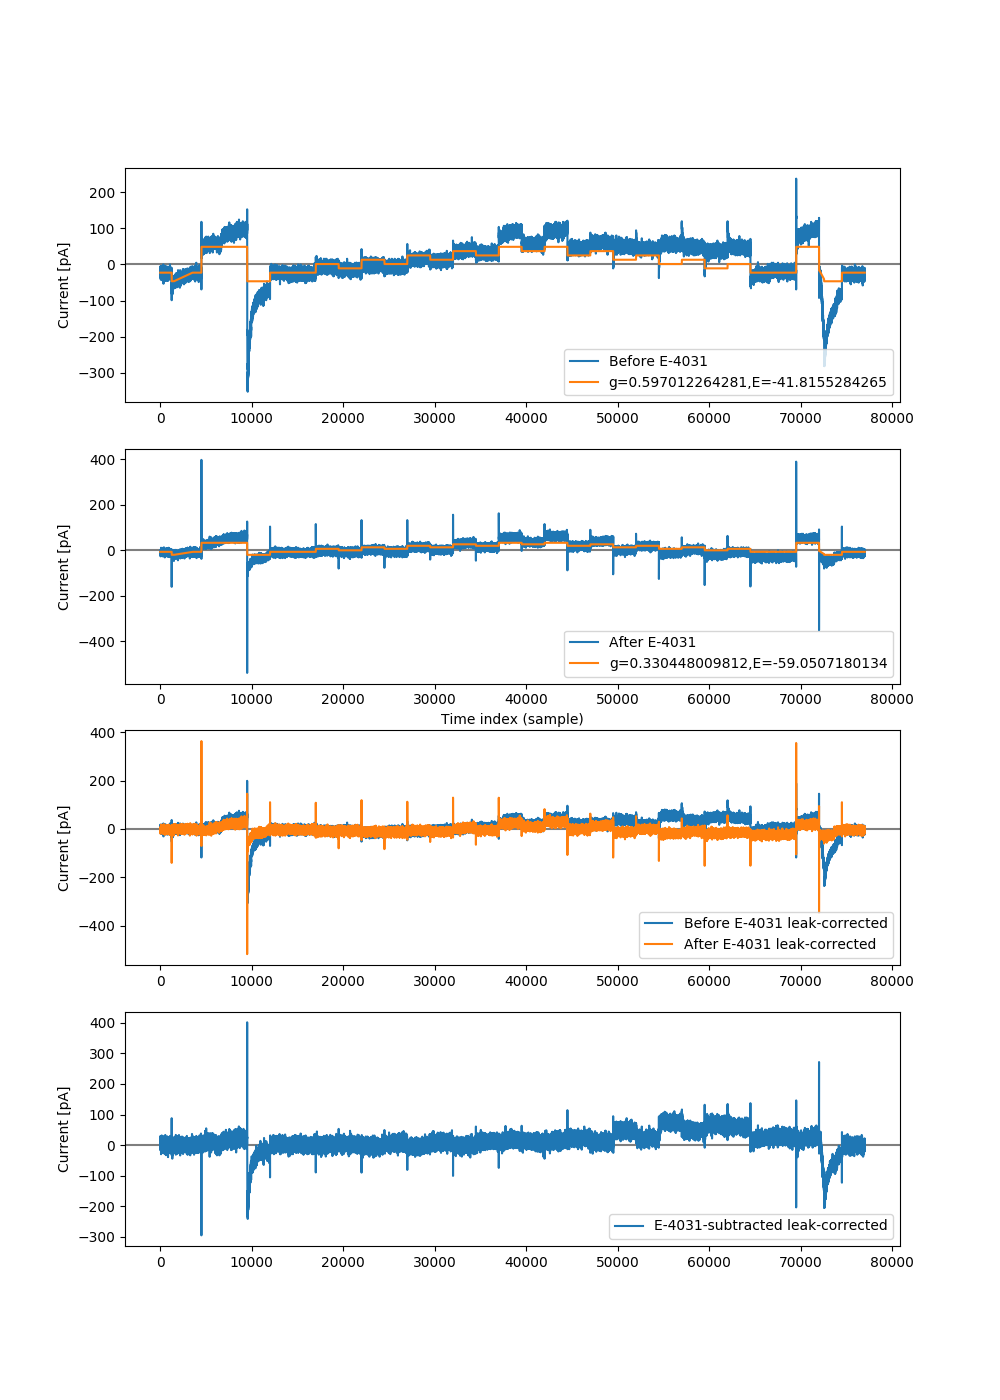 200
100
0
−100
−200
−300
Current [pA]
Before E-4031
g=0.597012264281,E=-41.8155284265
0 10000 20000 30000 40000 50000 60000 70000 80000
400
200
0
−200
−400
Current [pA]
After E-4031
g=0.330448009812,E=-59.0507180134
0 10000 20000 30000 40000 50000 60000 70000 80000
Time index (sample)
400
200
0
−200
−400
Current [pA]
Before E-4031 leak-corrected
After E-4031 leak-corrected
0 10000 20000 30000 40000 50000 60000 70000 80000
400
300
200
100
0
−100
−200
−300
Current [pA]
E-4031-subtracted leak-corrected
0 10000 20000 30000 40000 50000 60000 70000 80000